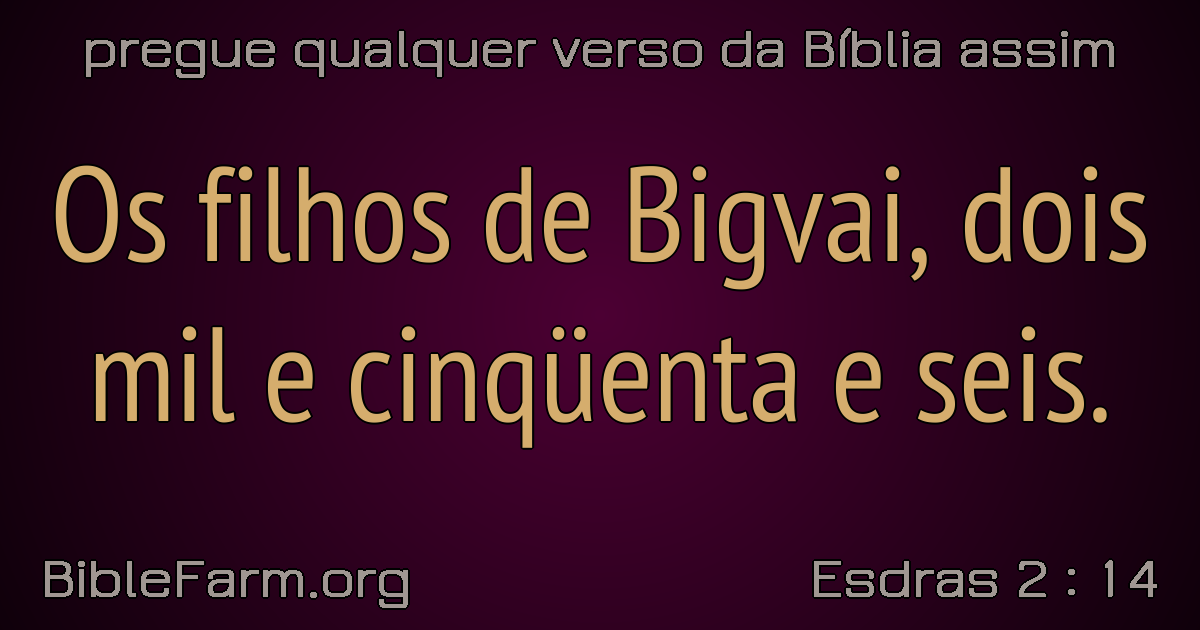 pregue qualquer verso da Bíblia assim
Os filhos de Bigvai, dois
mil e cinqüenta e seis.
BibleFarm.org
Esdras 2 : 14